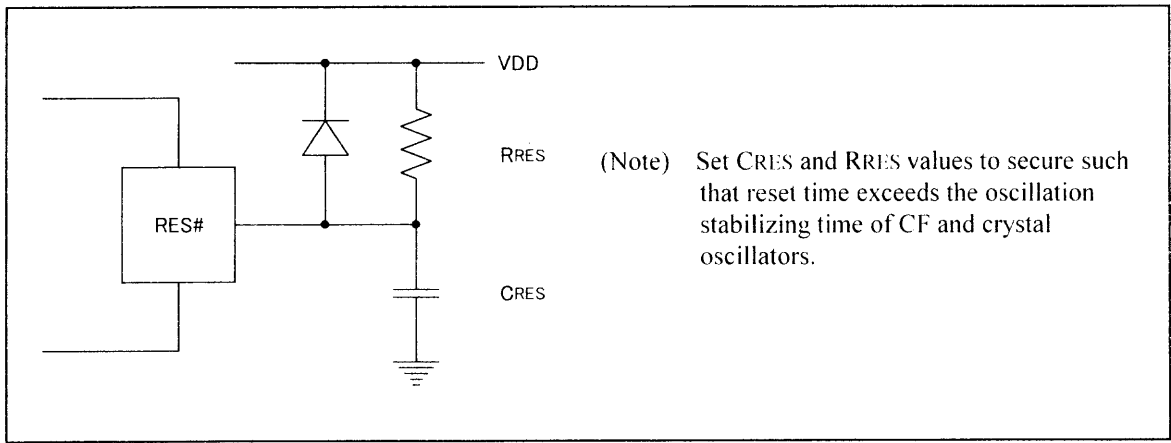 VDD
RRES
RES#
CRES
(Note) Set CRES and RRES values to secure such
that reset time exceeds the oscillation
stabilizing time of CF and crystal
oscillators.